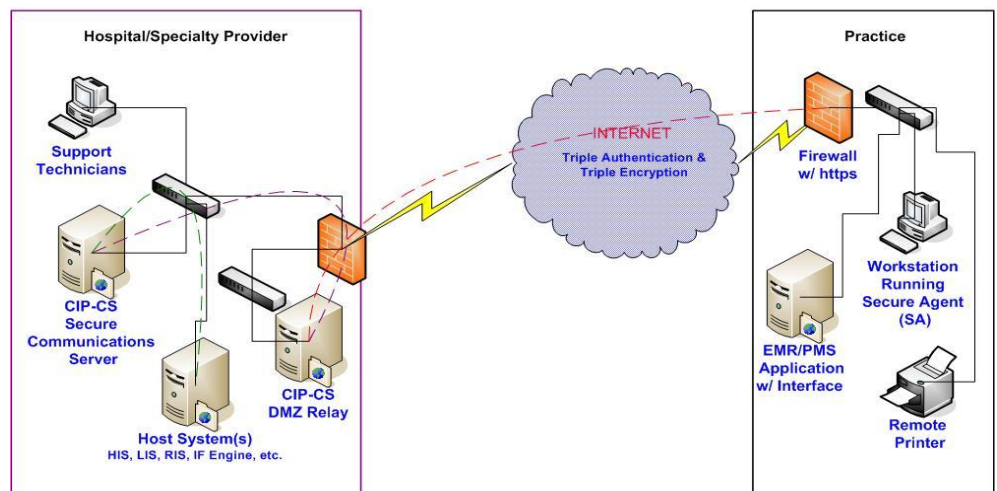 Hospital/Specialty Provider
Support
Technicians
CIP-CS
Secure
Communications
Server
Host System(s)
HIS, LIS, RIS, IF Engine, etc.
CIP-CS
DMZ Relay
INTERNET
Triple Authentication &
Triple Encryption
Practice
Firewall
w/ https
Workstation
Running
Secure Agent
(SA)
EMR/PMS
Application
w/ Interface
Remote
Printer